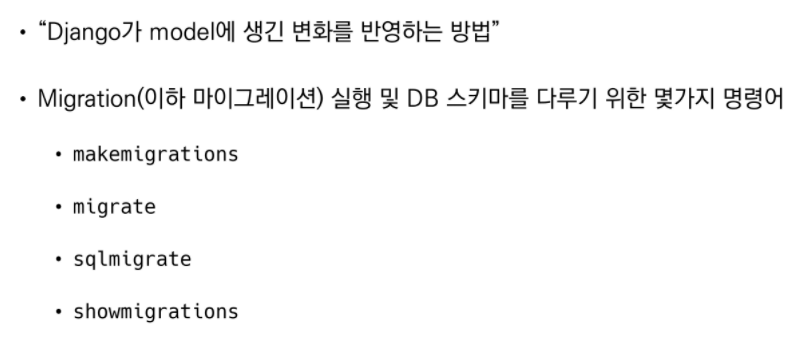 • “Django가 model에 생긴 변화를 반영하는 방법”
• Migration(이하 마이그레이션) 실행 및 DB 스키마를 다루기 위한 몇가지 명령어
• makemigrations
• migrate
• sqlmigrate
• showmigrations